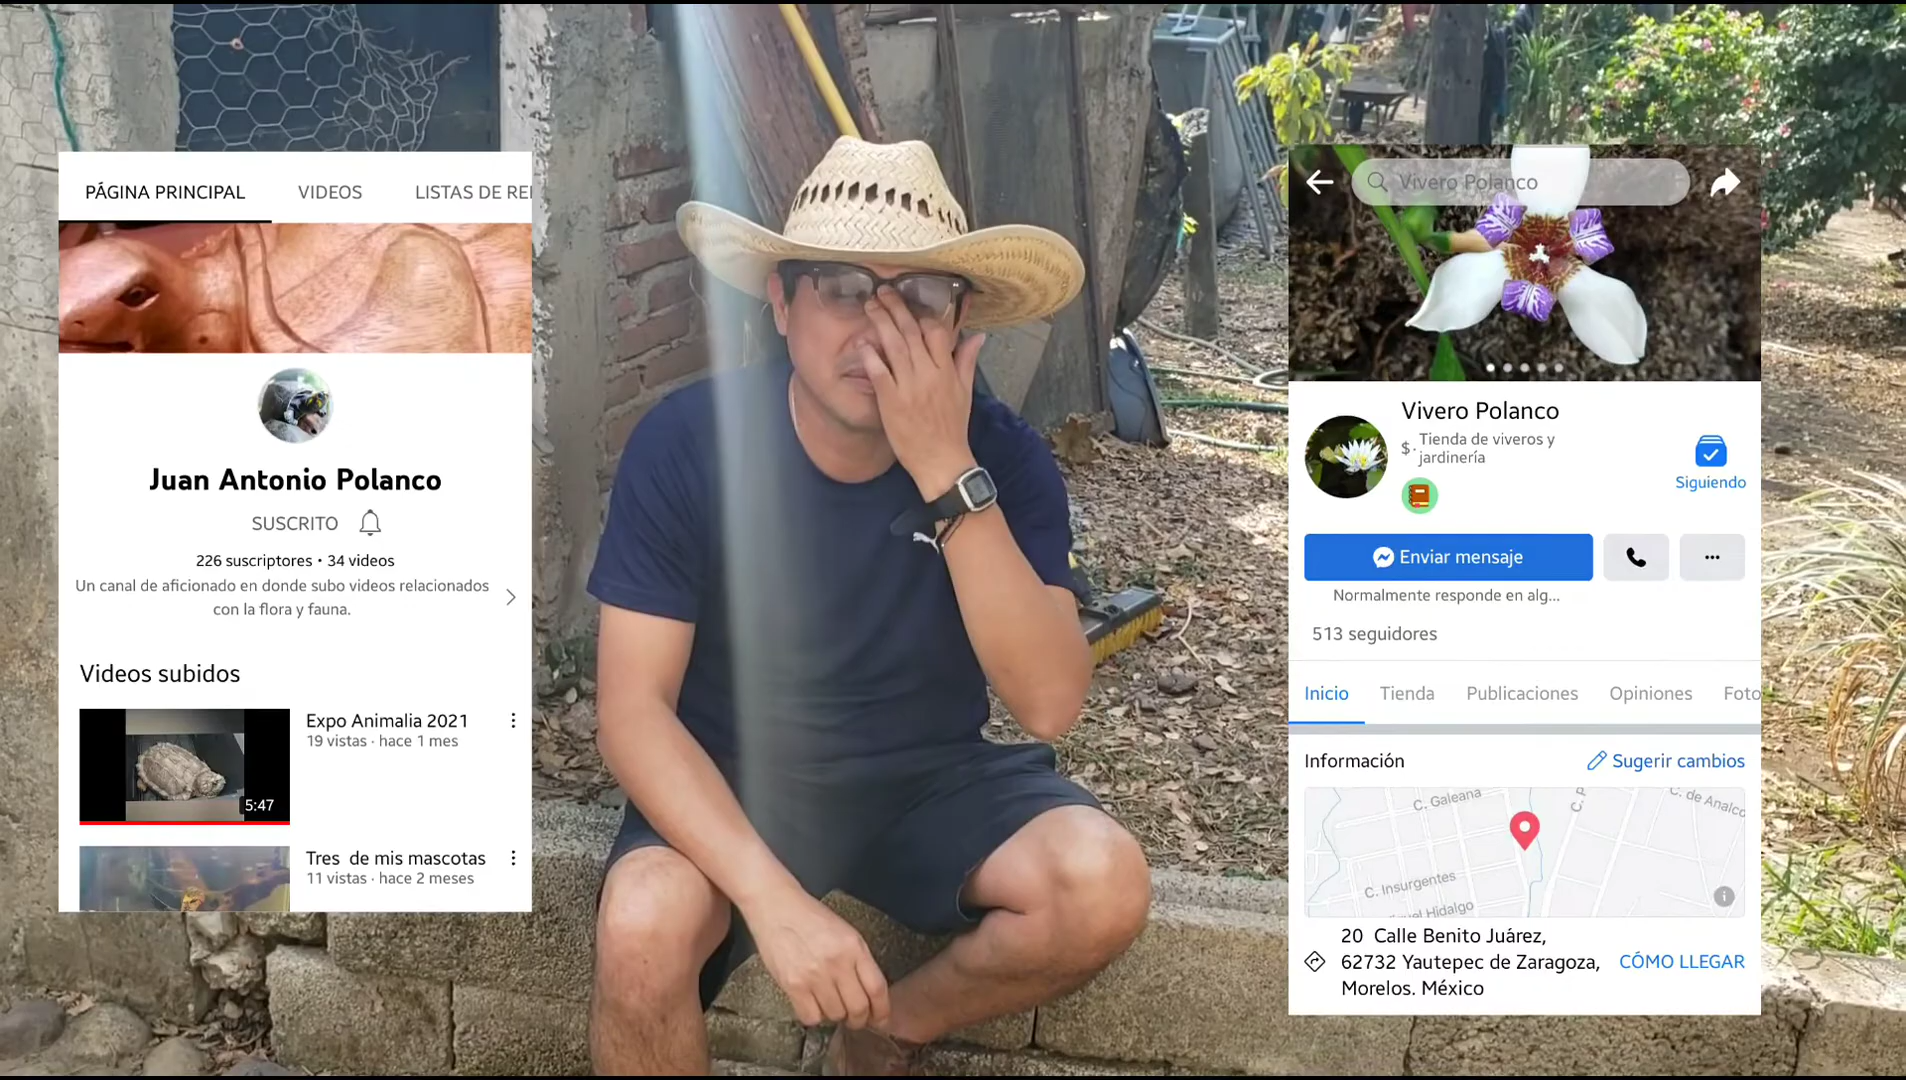 PÁGINA PRINCIPAL
VIDEOS
LISTAS DE RE
Juan Antonio Polanco
SUSCRITO
226 suscriptores • 34 videos
Un canal de aficionado en donde subo videos relacionados
con la flora y fauna.
Videos subidos
Expo Animalia 2021
19 vistas · hace 1 mes
5:47
Tres de mis mascotas
11 vistas · hace 2 meses
Vivero Polanco
Vivero Polanco
$ · Tienda de viveros y
jardinería
Siguiendo
Enviar mensaje
Normalmente responde en alg...
513 seguidores
Inicio
Tienda
Publicaciones
Opiniones
Foto
Información
Sugerir cambios
C. Galeana
C. P
C. de Analco
C. Insurgentes
guel Hidalgo
20 Calle Benito Juárez,
62732 Yautepec de Zaragoza,
Morelos. México
CÓMO LLEGAR